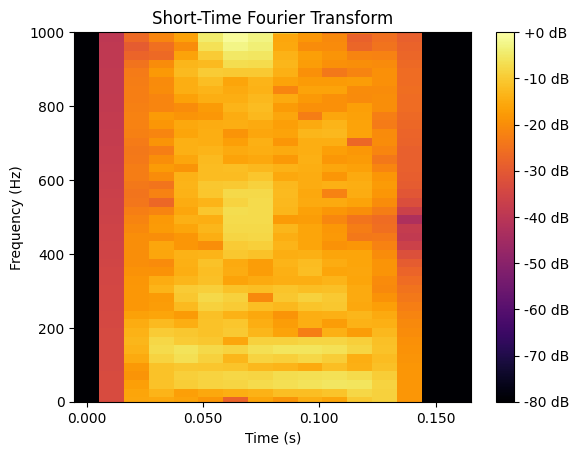 Short-Time Fourier Transform
Frequency (Hz)
1000
800
600
400
200
0
0.000
0.050
0.100
0.150
Time (s)
+0 dB
-10 dB
-20 dB
-30 dB
-40 dB
-50 dB
-60 dB
-70 dB
-80 dB